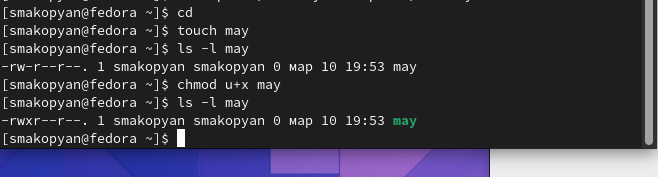 [smakopyan@fedora ~]$ cd
[smakopyan@fedora ~]$ touch may
[smakopyan@fedora ~]$ ls -l may
-rw-r--r--. 1 smakopyan smakopyan 0 мар 10 19:53 may
[smakopyan@fedora ~]$ chmod u+x may
[smakopyan@fedora ~]$ ls -l may
-rwxr--r--. 1 smakopyan smakopyan 0 мар 10 19:53 may
[smakopyan@fedora ~]$